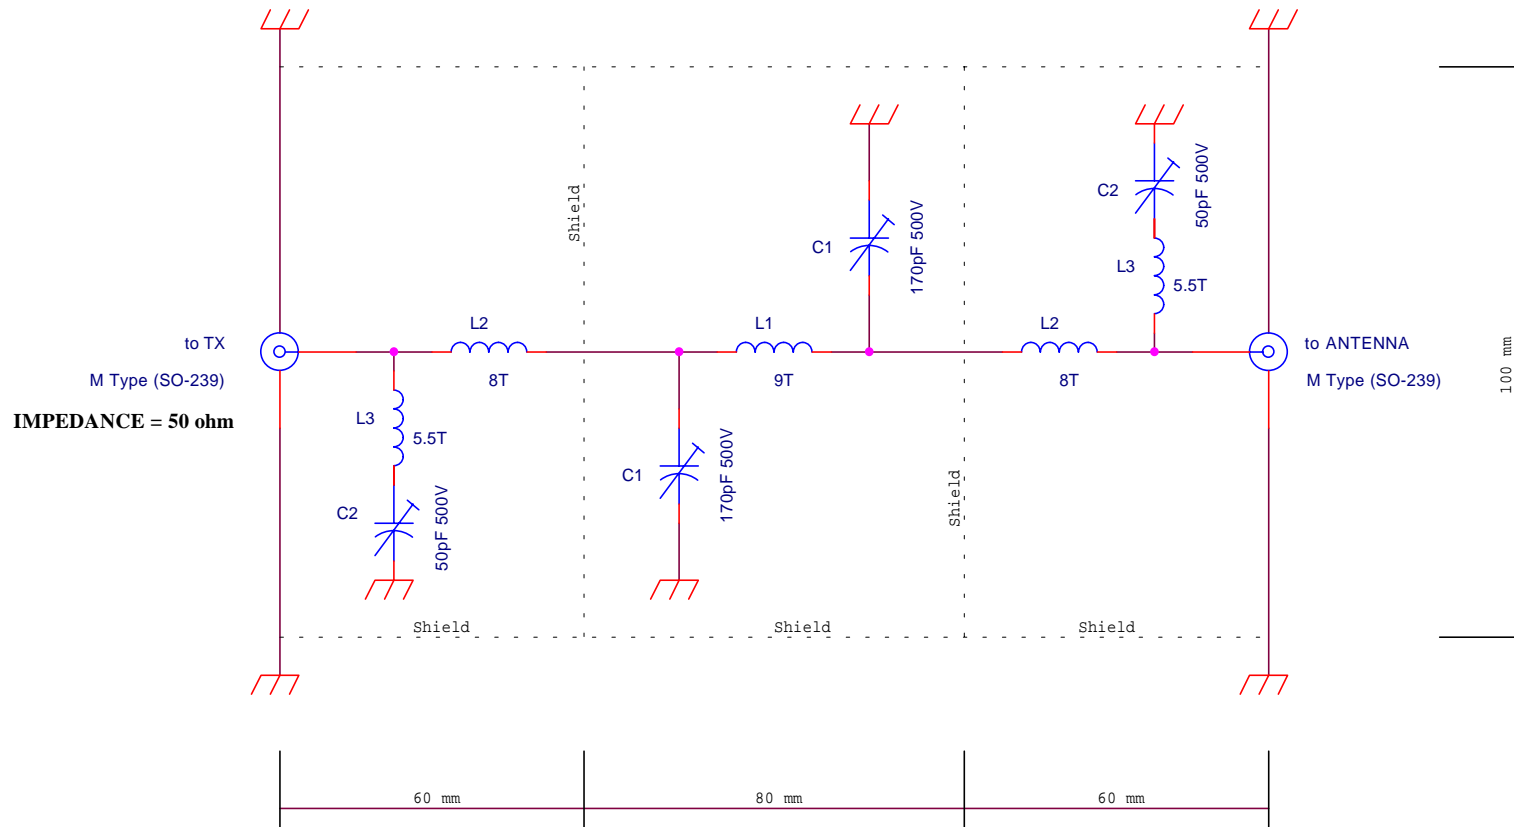 Shield
C1
170pF 500V
C2
50pF 500V
L3
5.5T
to TX
M Type (SO-239)
IMPEDANCE = 50 ohm
L2
8T
L1
9T
L2
8T
to ANTENNA
M Type (SO-239)
100 mm
L3
5.5T
C2
50pF 500V
C1
170pF 500V
Shield
Shield
Shield
Shield
60 mm
80 mm
60 mm